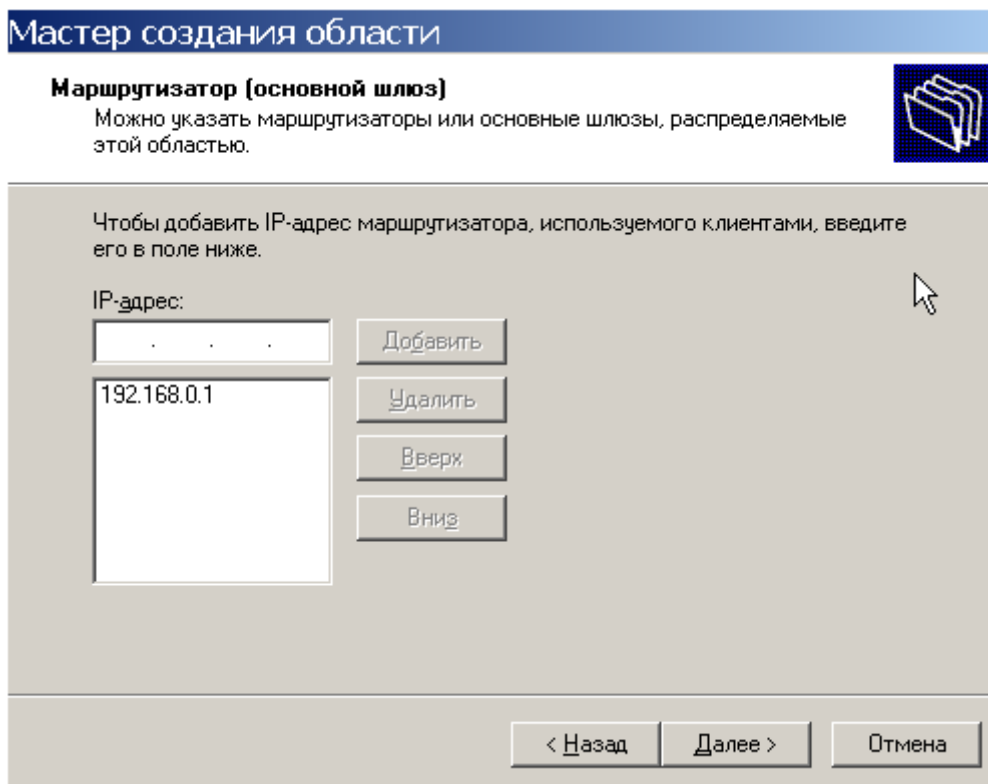 Мастер создания области
Маршрутизатор (основной шлюз)
Можно указать маршрутизаторы или основные шлюзы, распределяемые
этой областью.
Чтобы добавить IP-адрес маршрутизатора, используемого клиентами, введите
его в поле ниже.
IP-адрес:
. . .
Добавить
192.168.0.1
Удалить
Вверх
Вниз
< Назад
Далее >
Отмена